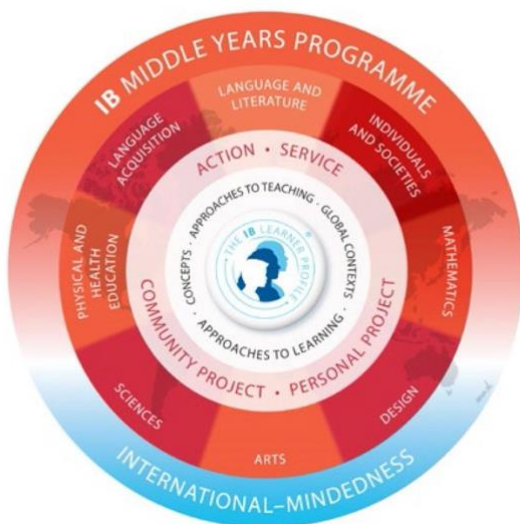 IB MIDDLE YEARS PROGRAMME
LANGUAGE AND
LITERATURE
INDIVIDUALS
AND SOCIETIES
MATHEMATICS
DESIGN
ARTS
SCIENCES
PHYSICAL AND
HEALTH
EDUCATION
LANGUAGE
ACQUISITION
ACTION • SERVICE
COMMUNITY PROJECT • PERSONAL PROJECT
APPROACHES TO TEACHING · GLOBAL CONTEXTS ·
APPROACHES TO LEARNING · CONCEPTS ·
THE IB LEARNER PROFILE
®
INTERNATIONAL–MINDEDNESS